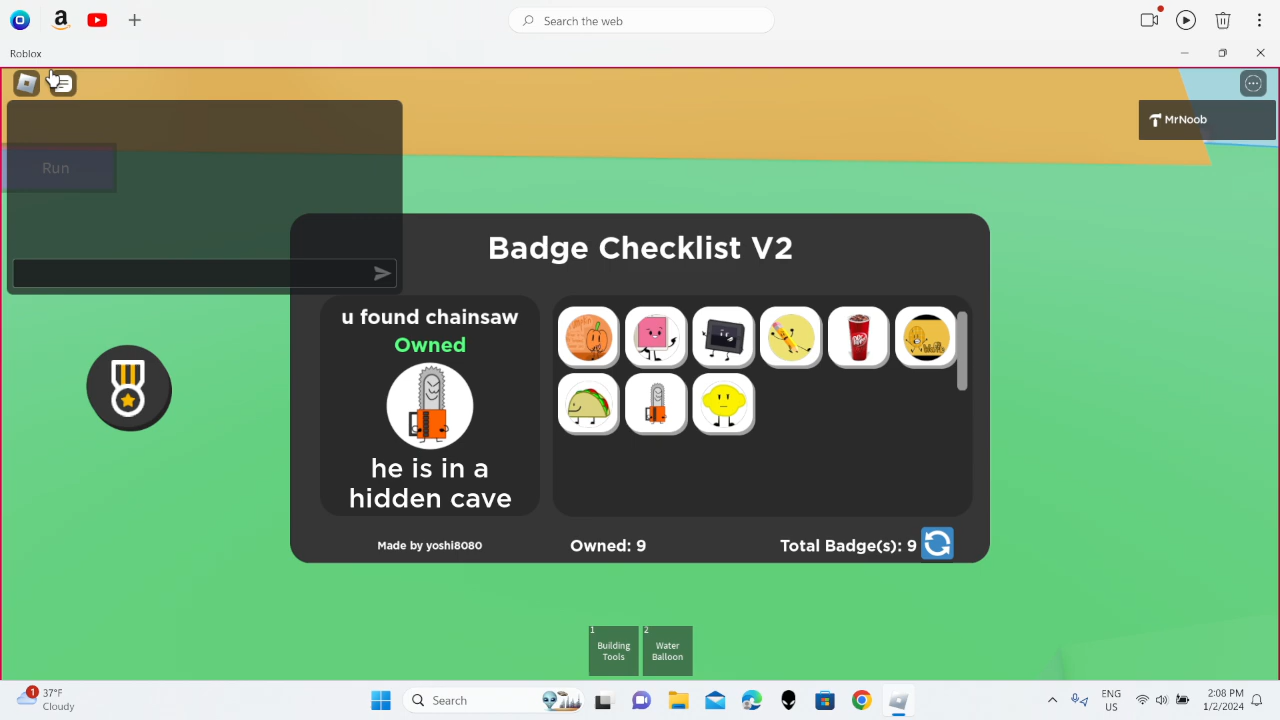 Search the web
Roblox
MrNoob
Run
Badge Checklist V2
u found chainsaw
Owned
he is in a
hidden cave
Made by yoshi8080
Owned: 9
Total Badge(s): 9
1
Building
Tools
2
Water
Balloon
1
37°F
Cloudy
Search
ENG
US
2:08 PM
1/2/2024